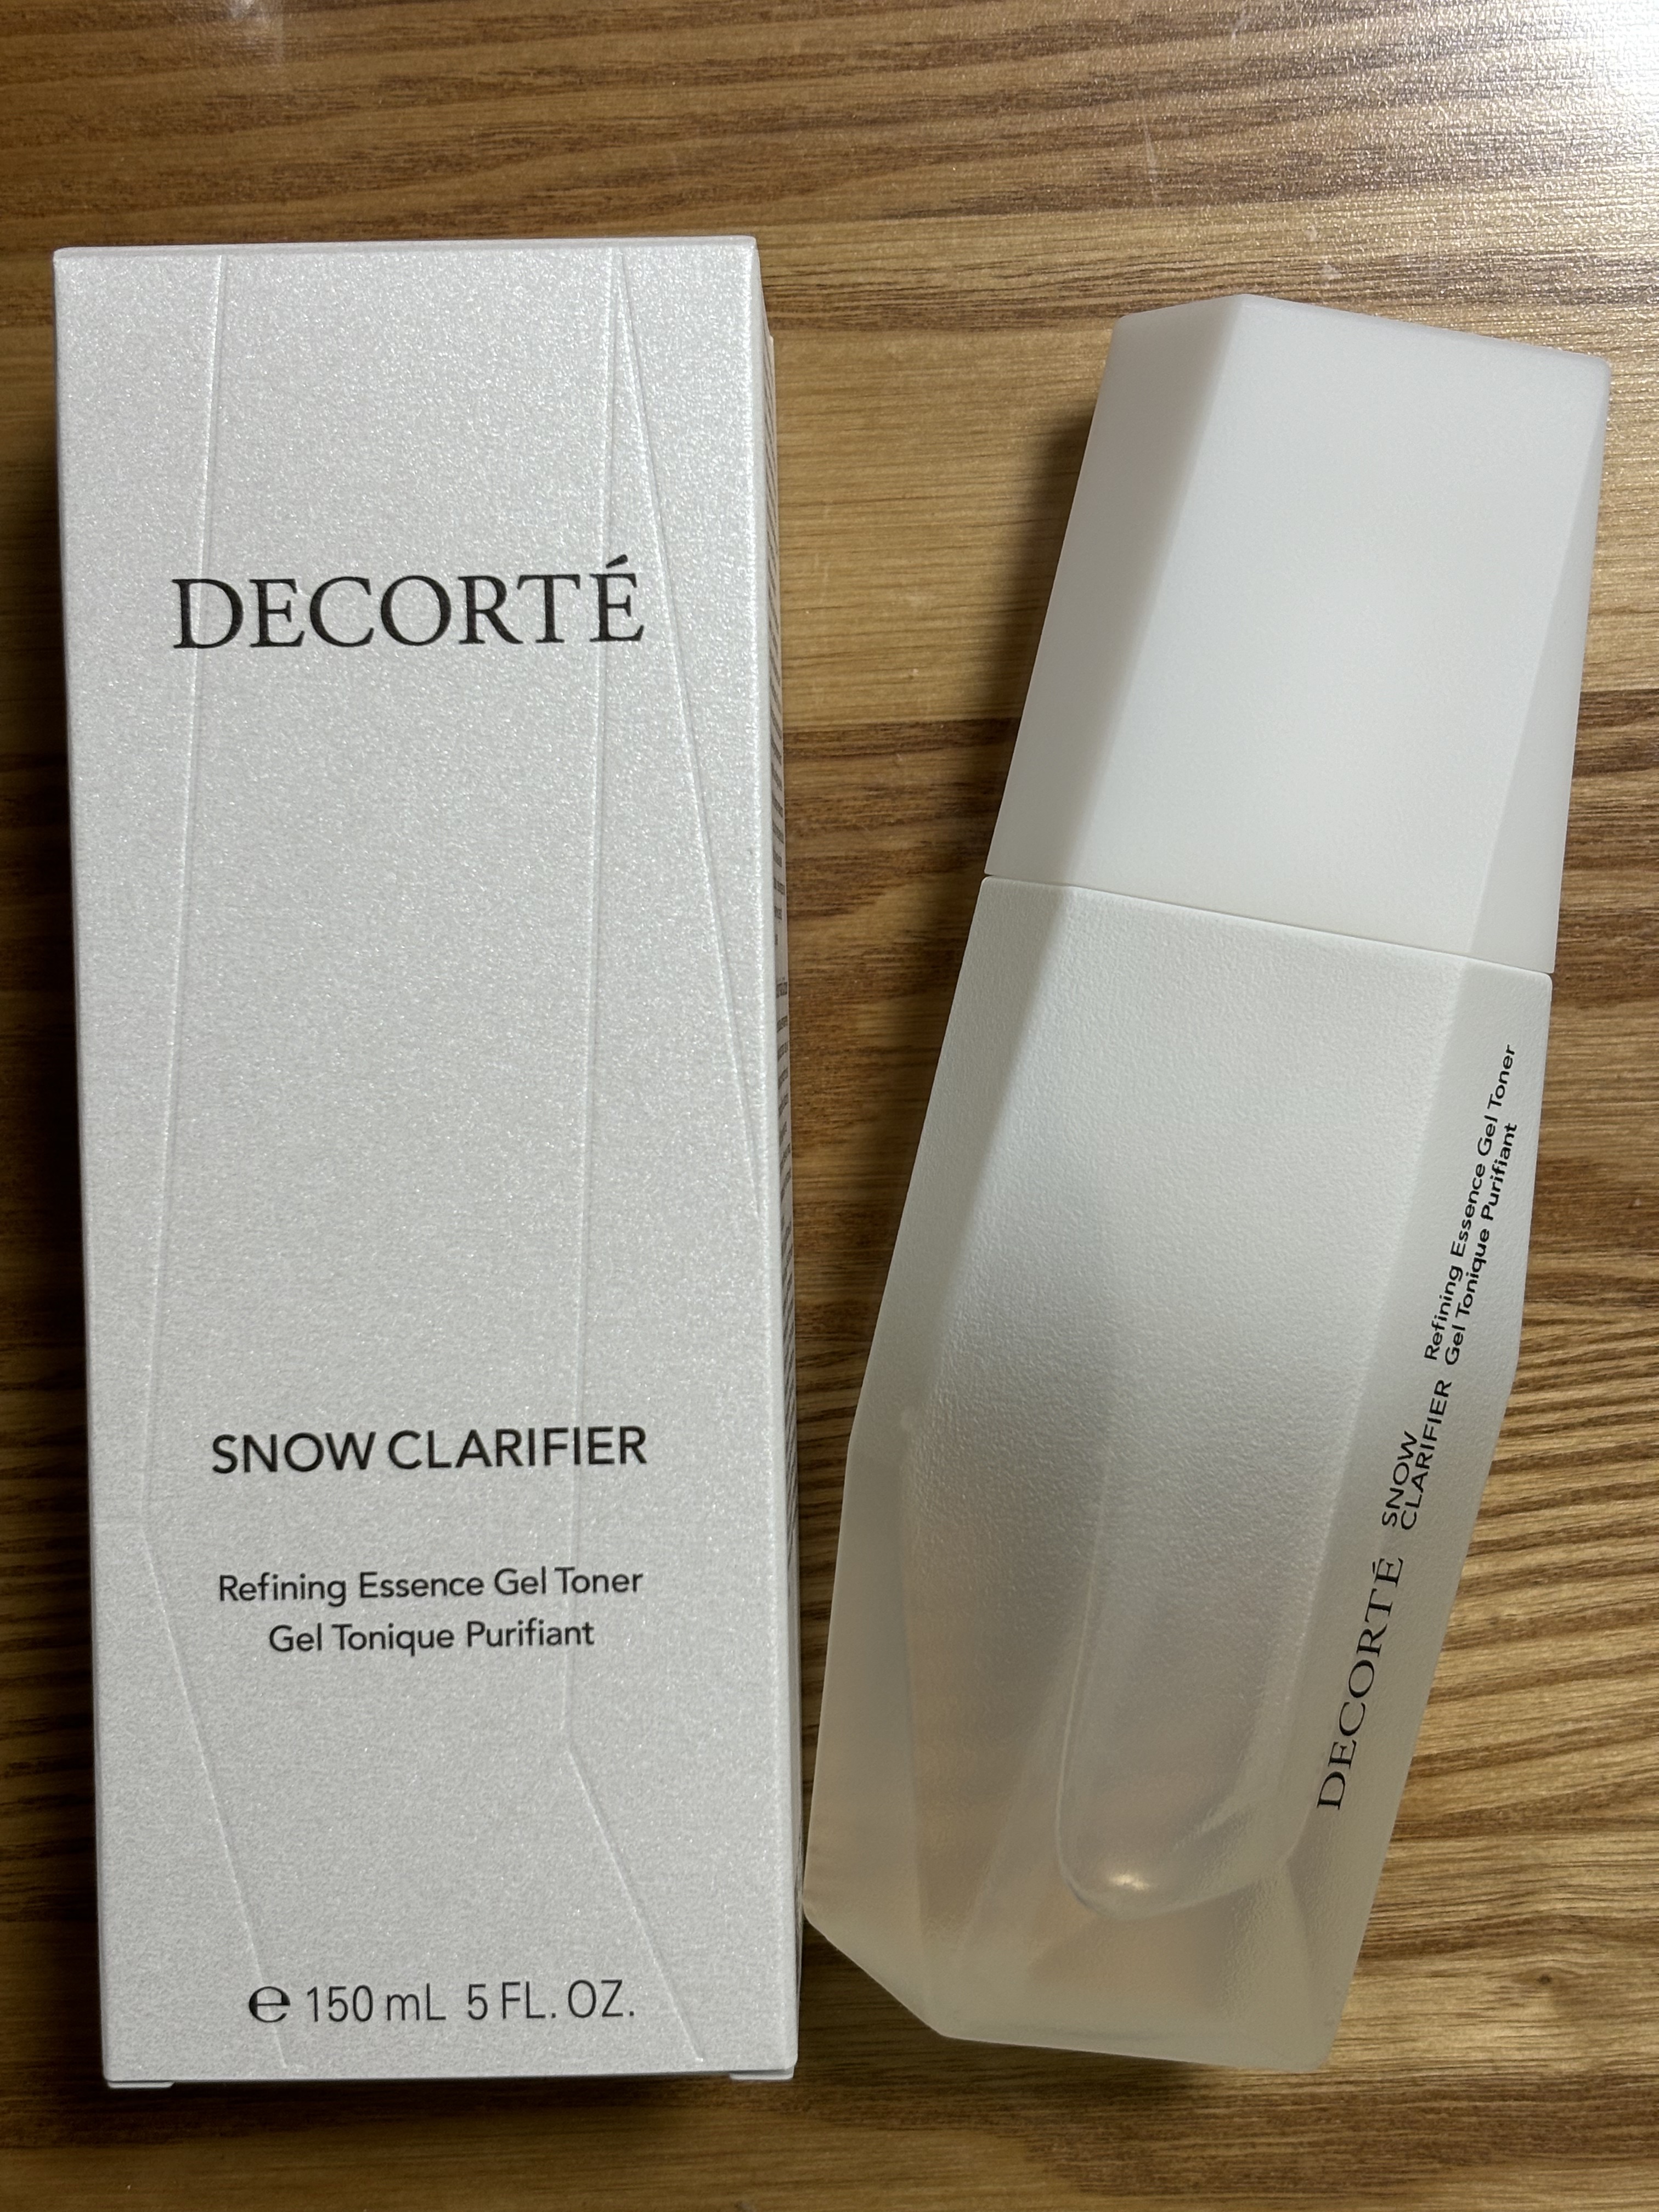 DECORTÉ
SNOW CLARIFIER
Refining Essence Gel Toner
Gel Tonique Purifiant
℮ 150 mL 5 FL. OZ.
DECORTÉ
SNOW
CLARIFIER
Refining Essence Gel Toner
Gel Tonique Purifiant